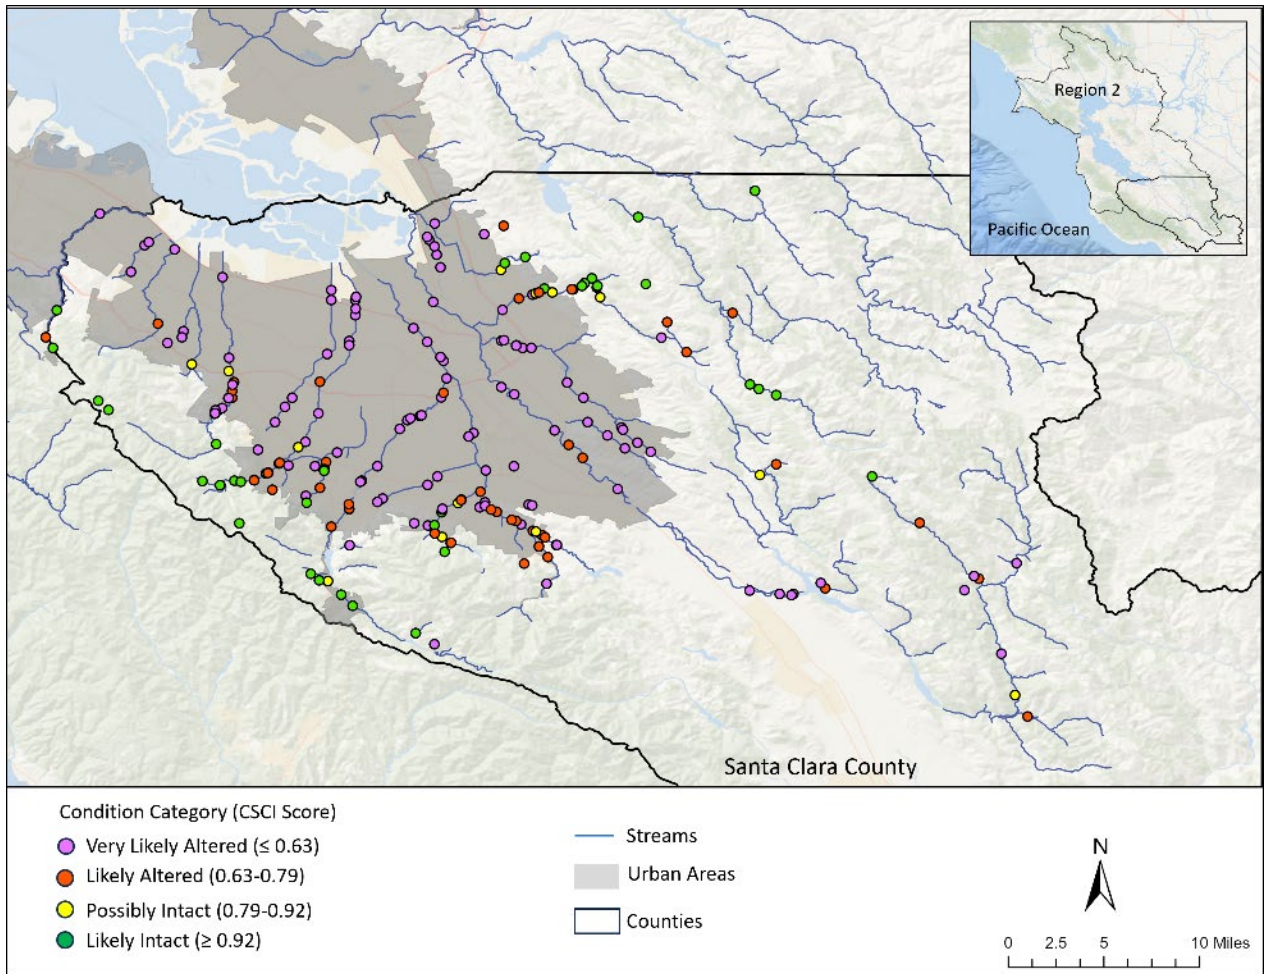 Region 2
Pacific Ocean
Santa Clara County
Condition Category (CSCI Score)
Very Likely Altered (≤ 0.63)
Likely Altered (0.63-0.79)
Possibly Intact (0.79-0.92)
Likely Intact (≥ 0.92)
Streams
Urban Areas
Counties
N
0 2.5 5 10 Miles